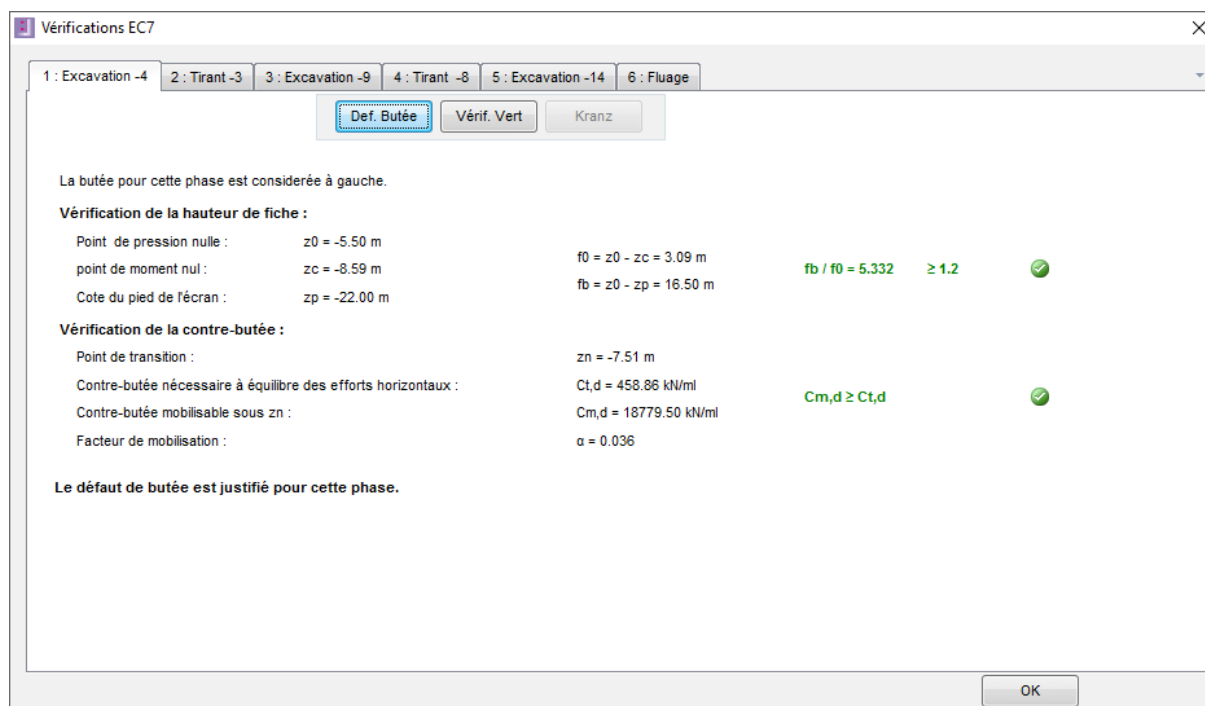 Vérifications EC7
1 : Excavation -4 2 : Tirant -3 3 : Excavation -9 4 : Tirant -8 5 : Excavation -14 6 : Fluage
Def. Butée Vérif. Vert Kranz
La butée pour cette phase est considérée à gauche.
Vérification de la hauteur de fiche :
Point de pression nulle : z0 = -5.50 m
f0 = z0 - zc = 3.09 m
point de moment nul : zc = -8.59 m
fb / f0 = 5.332 ≥ 1.2
fb = z0 - zp = 16.50 m
Cote du pied de l'écran : zp = -22.00 m
Vérification de la contre-butée :
Point de transition : zn = -7.51 m
Contre-butée nécessaire à équilibre des efforts horizontaux : Ct,d = 458.86 kN/ml
Cm,d ≥ Ct,d
Contre-butée mobilisable sous zn : Cm,d = 18779.50 kN/ml
Facteur de mobilisation : α = 0.036
Le défaut de butée est justifié pour cette phase.
OK